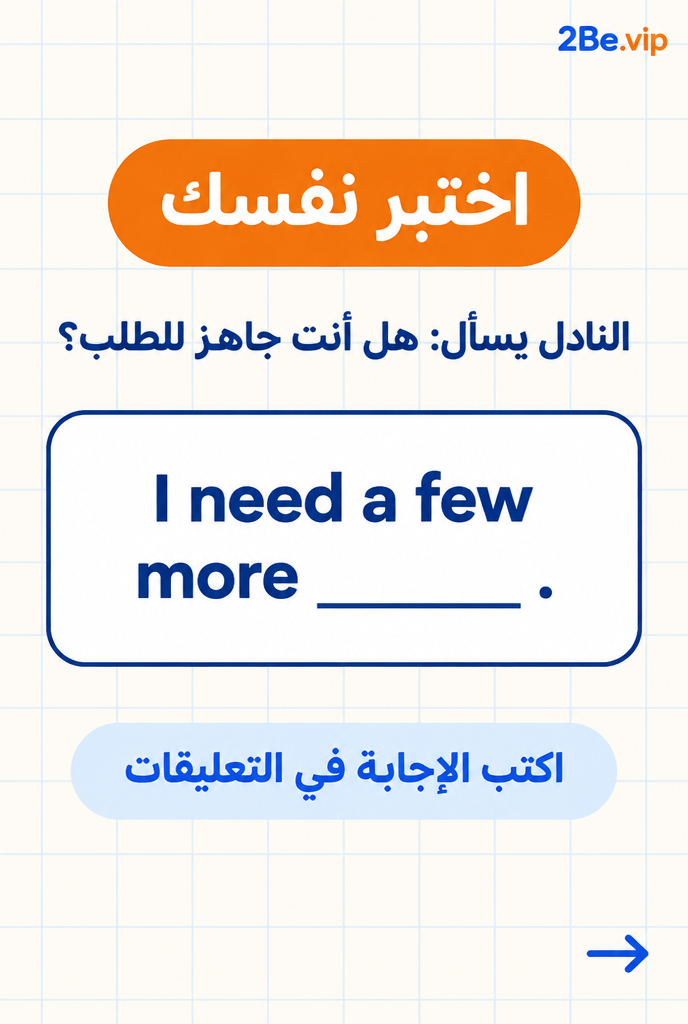 2Be.vip
اختبر نفسك
النادل يسأل: هل أنت جاهز للطلب؟
I need a few
more ______ .
اكتب الإجابة في التعليقات